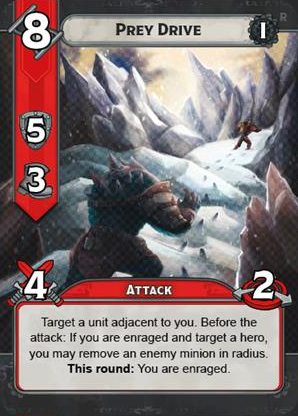 8
PREY DRIVE
I
R
5
3
4
ATTACK
2
Target a unit adjacent to you. Before the
attack: If you are enraged and target a hero,
you may remove an enemy minion in radius.
This round: You are enraged.